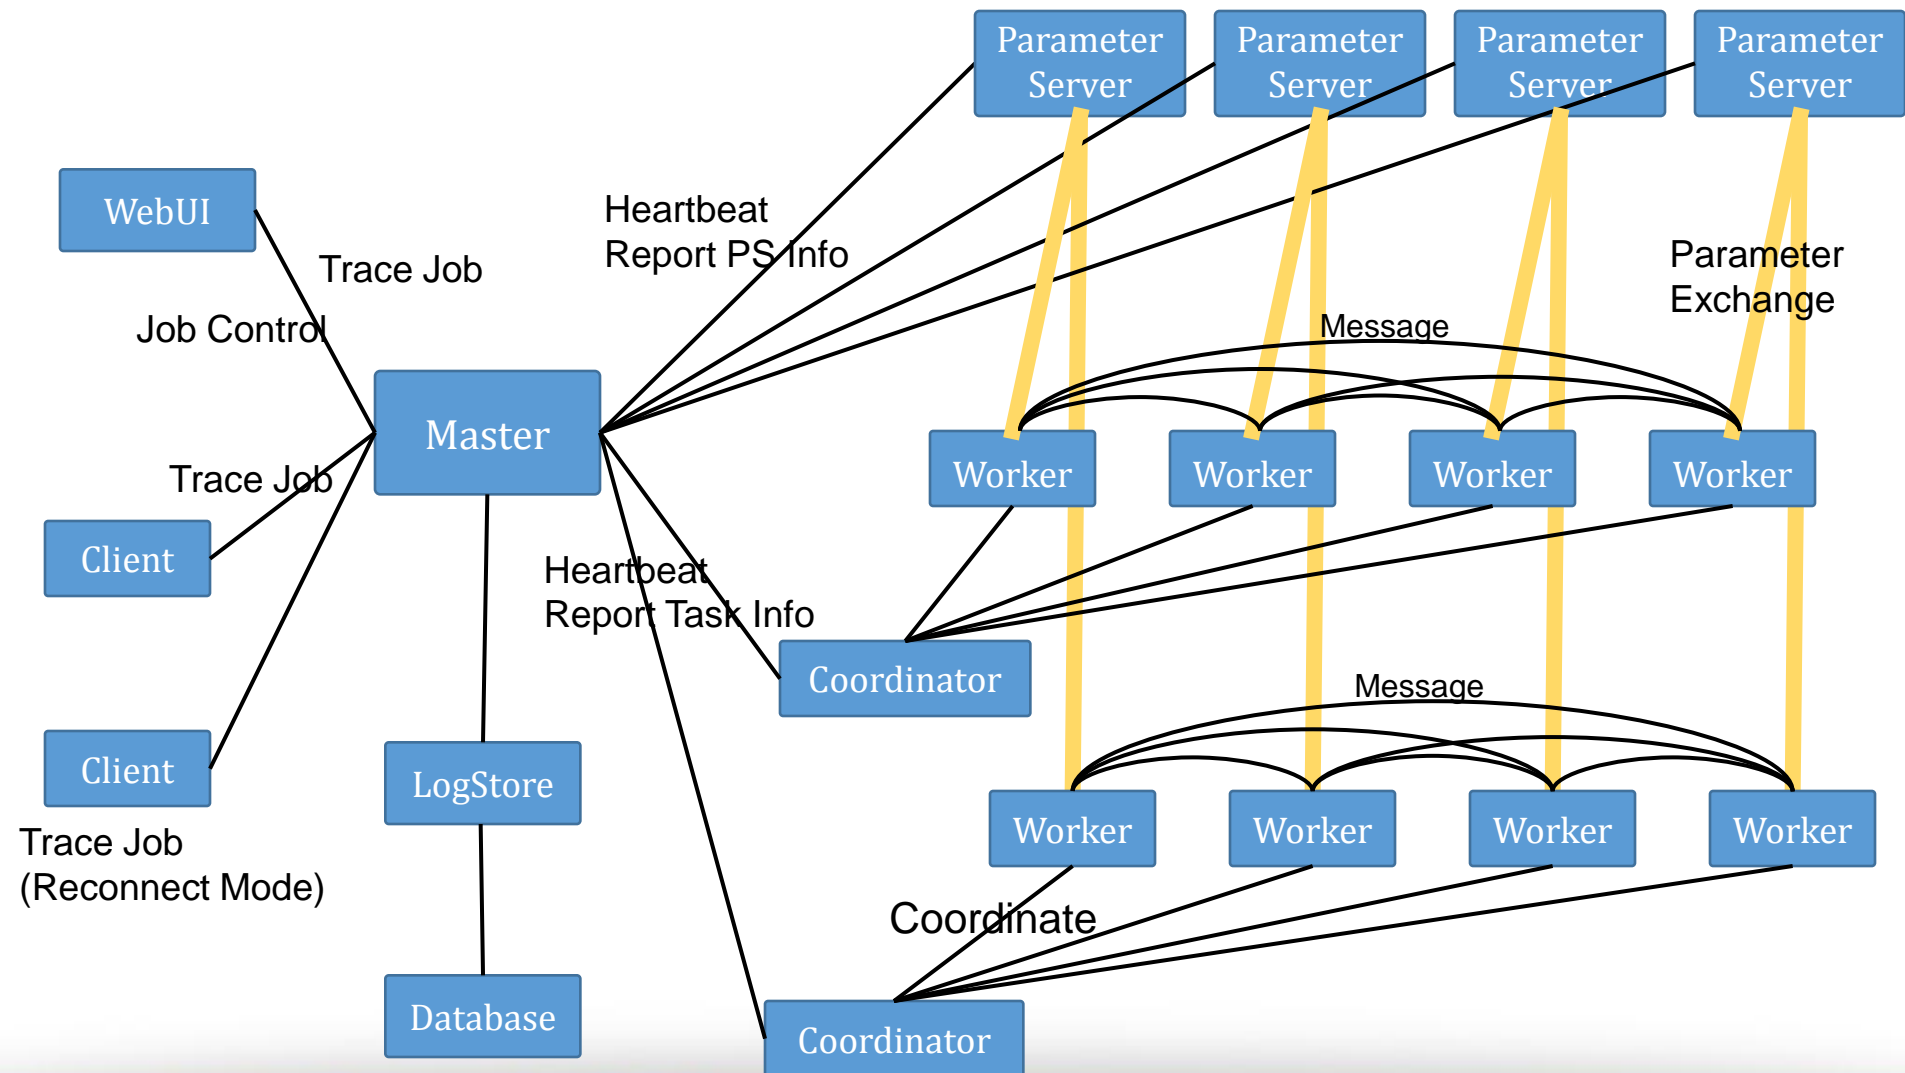 Parameter
Server
Parameter
Server
Parameter
Server
Parameter
Server
WebUI
Heartbeat
Report PS Info
Trace Job
Parameter
Exchange
Job Control
Message
Master
Worker
Worker
Worker
Worker
Trace Job
Client
Heartbeat
Report Task Info
Coordinator
Message
Client
LogStore
Worker
Worker
Worker
Worker
Trace Job
(Reconnect Mode)
Coordinate
Database
Coordinator